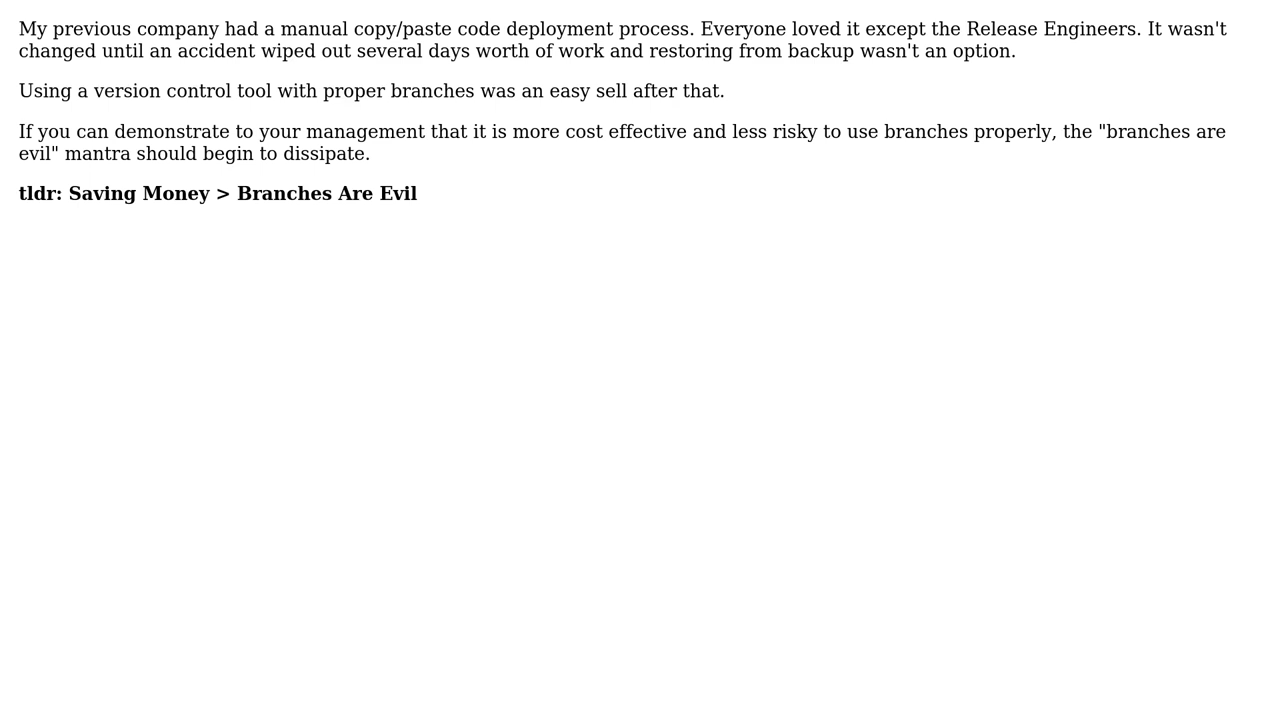 My previous company had a manual copy/paste code deployment process. Everyone loved it except the Release Engineers. It wasn't
changed until an accident wiped out several days worth of work and restoring from backup wasn't an option.
Using a version control tool with proper branches was an easy sell after that.
If you can demonstrate to your management that it is more cost effective and less risky to use branches properly, the "branches are
evil" mantra should begin to dissipate.
tldr: Saving Money > Branches Are Evil